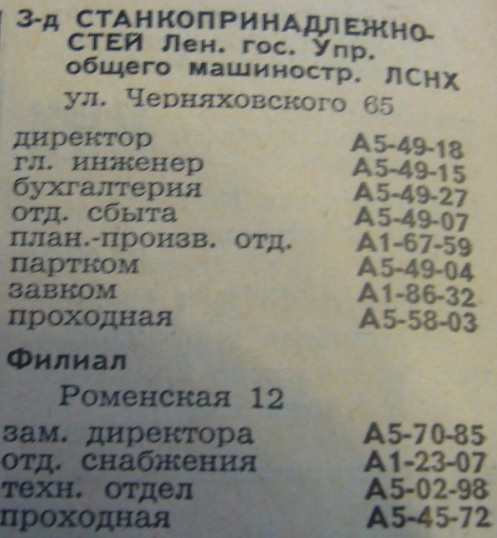 З-д СТАНКОПРИНАДЛЕЖНО-
СТЕЙ Лен. гос. Упр.
общего машиностр. ЛСНХ
ул. Черняховского 65
директор А5-49-18
гл. инженер А5-49-15
бухгалтерия А5-49-27
отд. сбыта А5-49-07
план.-произв. отд. А1-67-59
партком А5-49-04
завком А1-86-32
проходная А5-58-03
Филиал
Роменская 12
зам. директора А5-70-85
отд. снабжения А1-23-07
техн. отдел А5-02-98
проходная А5-45-72